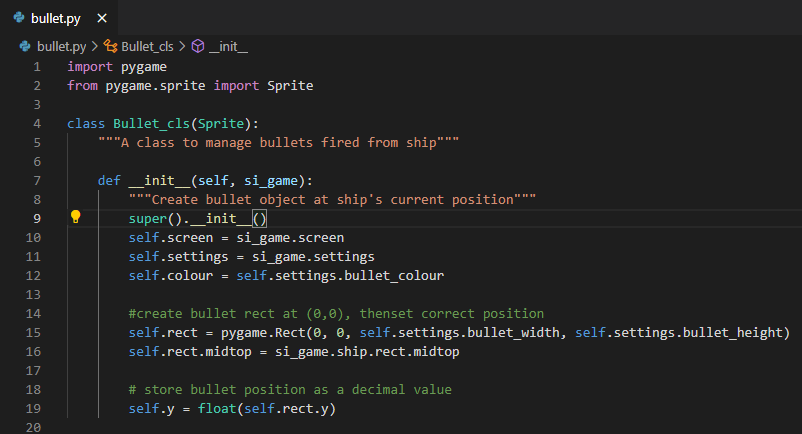 bullet.py ×
bullet.py > Bullet_cls > __init__
1 import pygame
2 from pygame.sprite import Sprite
3
4 class Bullet_cls(Sprite):
5     """A class to manage bullets fired from ship"""
6
7     def __init__(self, si_game):
8         """Create bullet object at ship's current position"""
9         super().__init__()
10         self.screen = si_game.screen
11         self.settings = si_game.settings
12         self.colour = self.settings.bullet_colour
13
14         #create bullet rect at (0,0), thenset correct position
15         self.rect = pygame.Rect(0, 0, self.settings.bullet_width, self.settings.bullet_height)
16         self.rect.midtop = si_game.ship.rect.midtop
17
18         # store bullet position as a decimal value
19         self.y = float(self.rect.y)
20